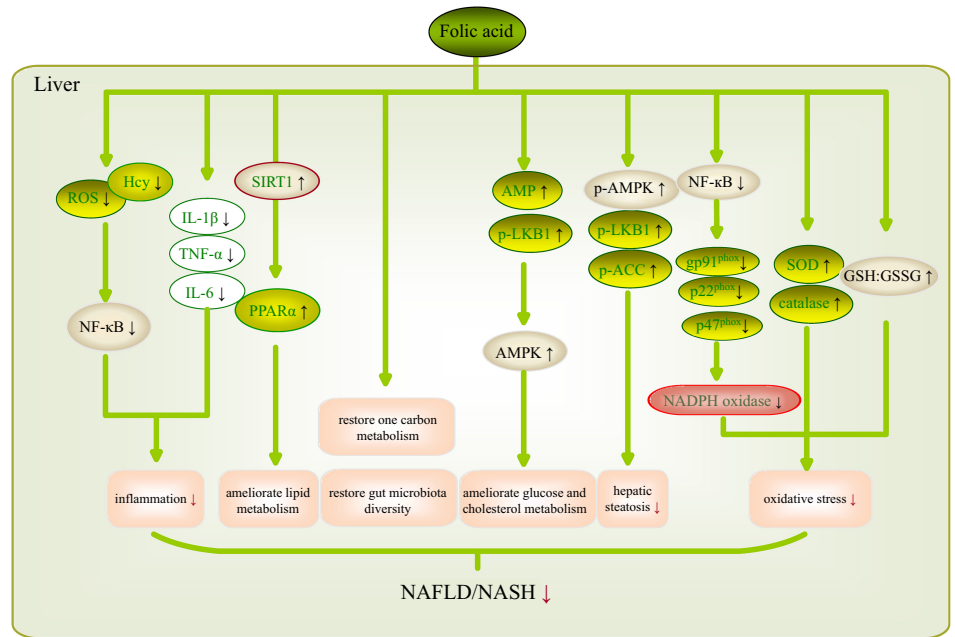 Folic acid
Liver
Hcy ↓
ROS ↓
IL-1β ↓
TNF-α ↓
IL-6 ↓
NF-κB ↓
SIRT1 ↑
PPARα ↑
AMP ↑
p-LKB1 ↑
AMPK ↑
p-AMPK ↑
p-LKB1 ↑
p-ACC ↑
NF-κB ↓
gp91phox ↓
p22phox ↓
p47phox ↓
NADPH oxidase ↓
SOD ↑
catalase ↑
GSH:GSSG ↑
restore one carbon
metabolism
inflammation ↓
ameliorate lipid
metabolism
restore gut microbiota
diversity
ameliorate glucose and
cholesterol metabolism
hepatic
steatosis ↓
oxidative stress ↓
NAFLD/NASH ↓